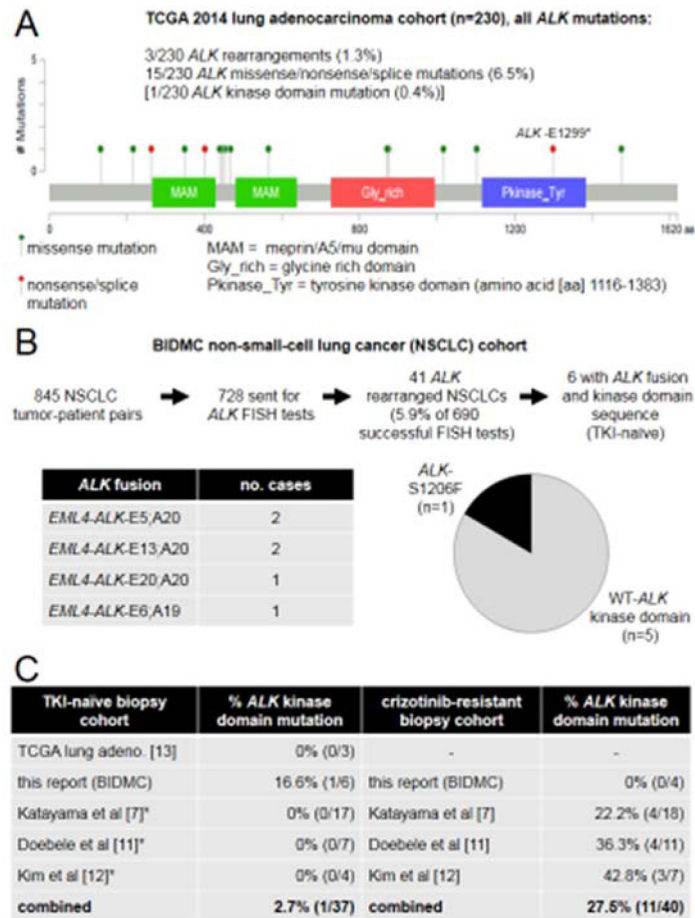 A
TCGA 2014 lung adenocarcinoma cohort (n=230), all ALK mutations:
3/230 ALK rearrangements (1.3%)
15/230 ALK missense/nonsense/splice mutations (6.5%)
[1/230 ALK kinase domain mutation (0.4%)]
# Mutations
5
0
ALK-E1299*
MAM
MAM
Gly_rich
Pkinase_Tyr
0
400
800
1200
1620 aa
missense mutation
nonsense/splice
mutation
MAM = meprin/A5/mu domain
Gly_rich = glycine rich domain
Pkinase_Tyr = tyrosine kinase domain (amino acid [aa] 1116-1383)
B
BIDMC non-small-cell lung cancer (NSCLC) cohort
845 NSCLC
tumor-patient pairs
728 sent for
ALK FISH tests
41 ALK
rearranged NSCLCs
(5.9% of 690
successful FISH tests)
6 with ALK fusion
and kinase domain
sequence
(TKI-naïve)
ALK fusion no. cases
EML4-ALK-E5;A20 2
EML4-ALK-E13;A20 2
EML4-ALK-E20;A20 1
EML4-ALK-E6;A19 1
ALK-
S1206F
(n=1)
WT-ALK
kinase domain
(n=5)
C
TKI-naïve biopsy
cohort
% ALK kinase
domain mutation
crizotinib-resistant
biopsy cohort
% ALK kinase
domain mutation
TCGA lung adeno. [13] 0% (0/3) - -
this report (BIDMC) 16.6% (1/6) this report (BIDMC) 0% (0/4)
Katayama et al [7]* 0% (0/17) Katayama et al [7] 22.2% (4/18)
Doebele et al [11]* 0% (0/7) Doebele et al [11] 36.3% (4/11)
Kim et al [12]* 0% (0/4) Kim et al [12] 42.8% (3/7)
combined 2.7% (1/37) combined 27.5% (11/40)